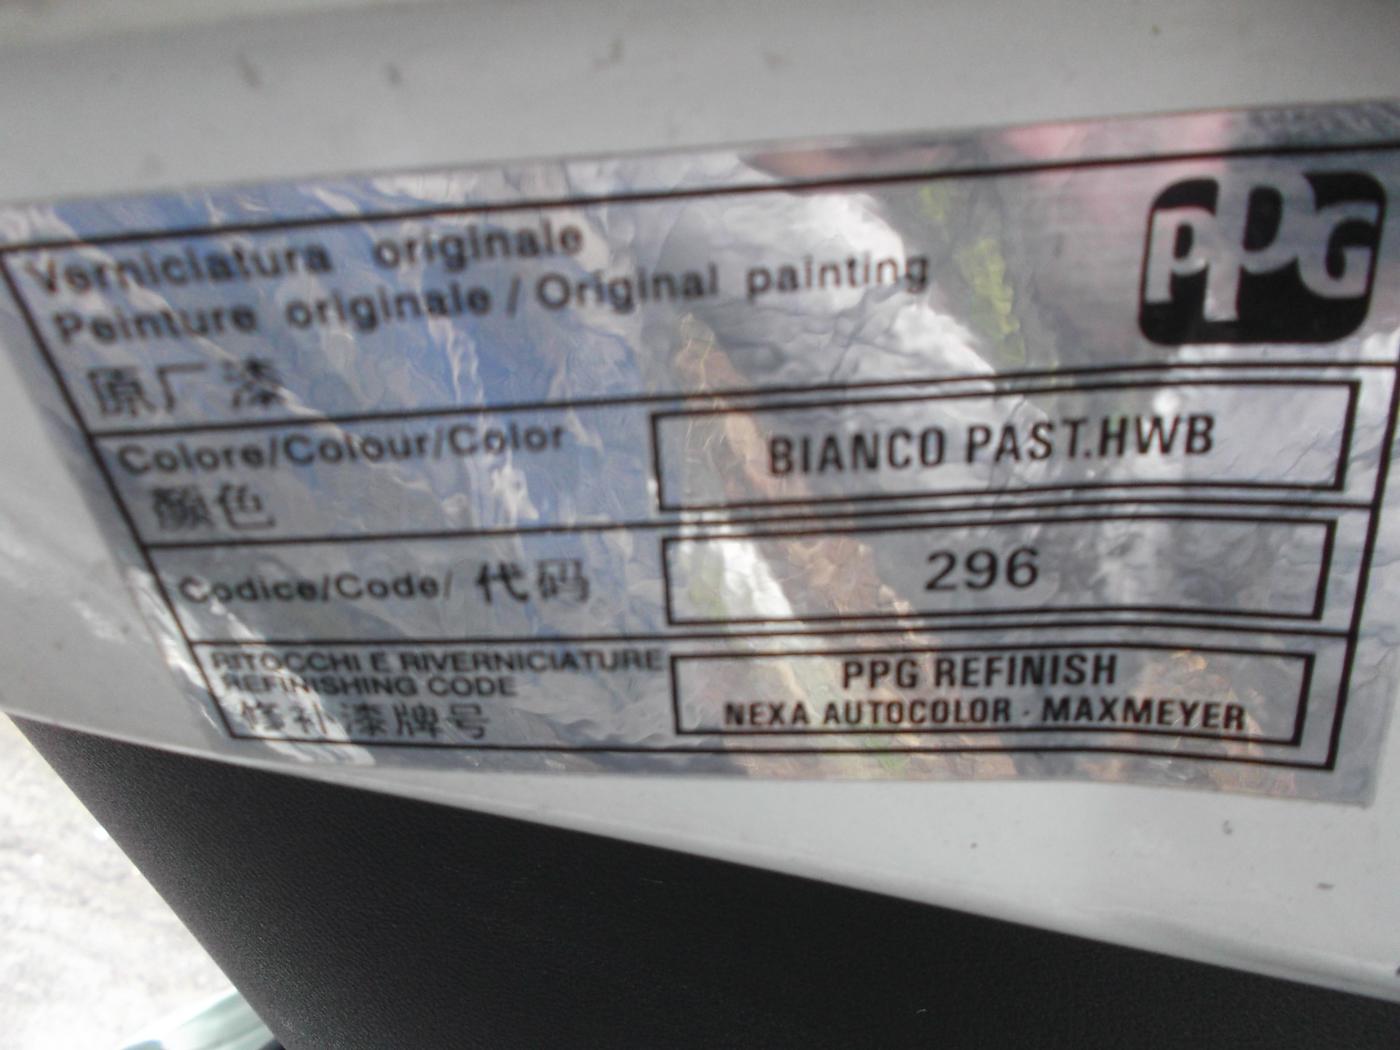 PPG
Verniciatura originale
Peinture originale / Original painting
原厂漆
Colore/Colour/Color
颜色
BIANCO PAST.HWB
Codice/Code/ 代码
296
RITOCCHI E RIVERNICIATURE
REFINISHING CODE
修补漆牌号
PPG REFINISH
NEXA AUTOCOLOR · MAXMEYER